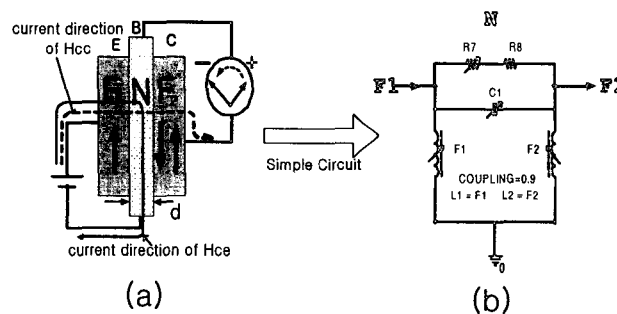 current direction
of Hcc
B
E
C
−
+
F N F
d
current direction of Hce
(a)
Simple Circuit
N
R7
R8
F1
F2
C1
F1
F2
COUPLING=0.9
L1 = F1 L2 = F2
0
(b)